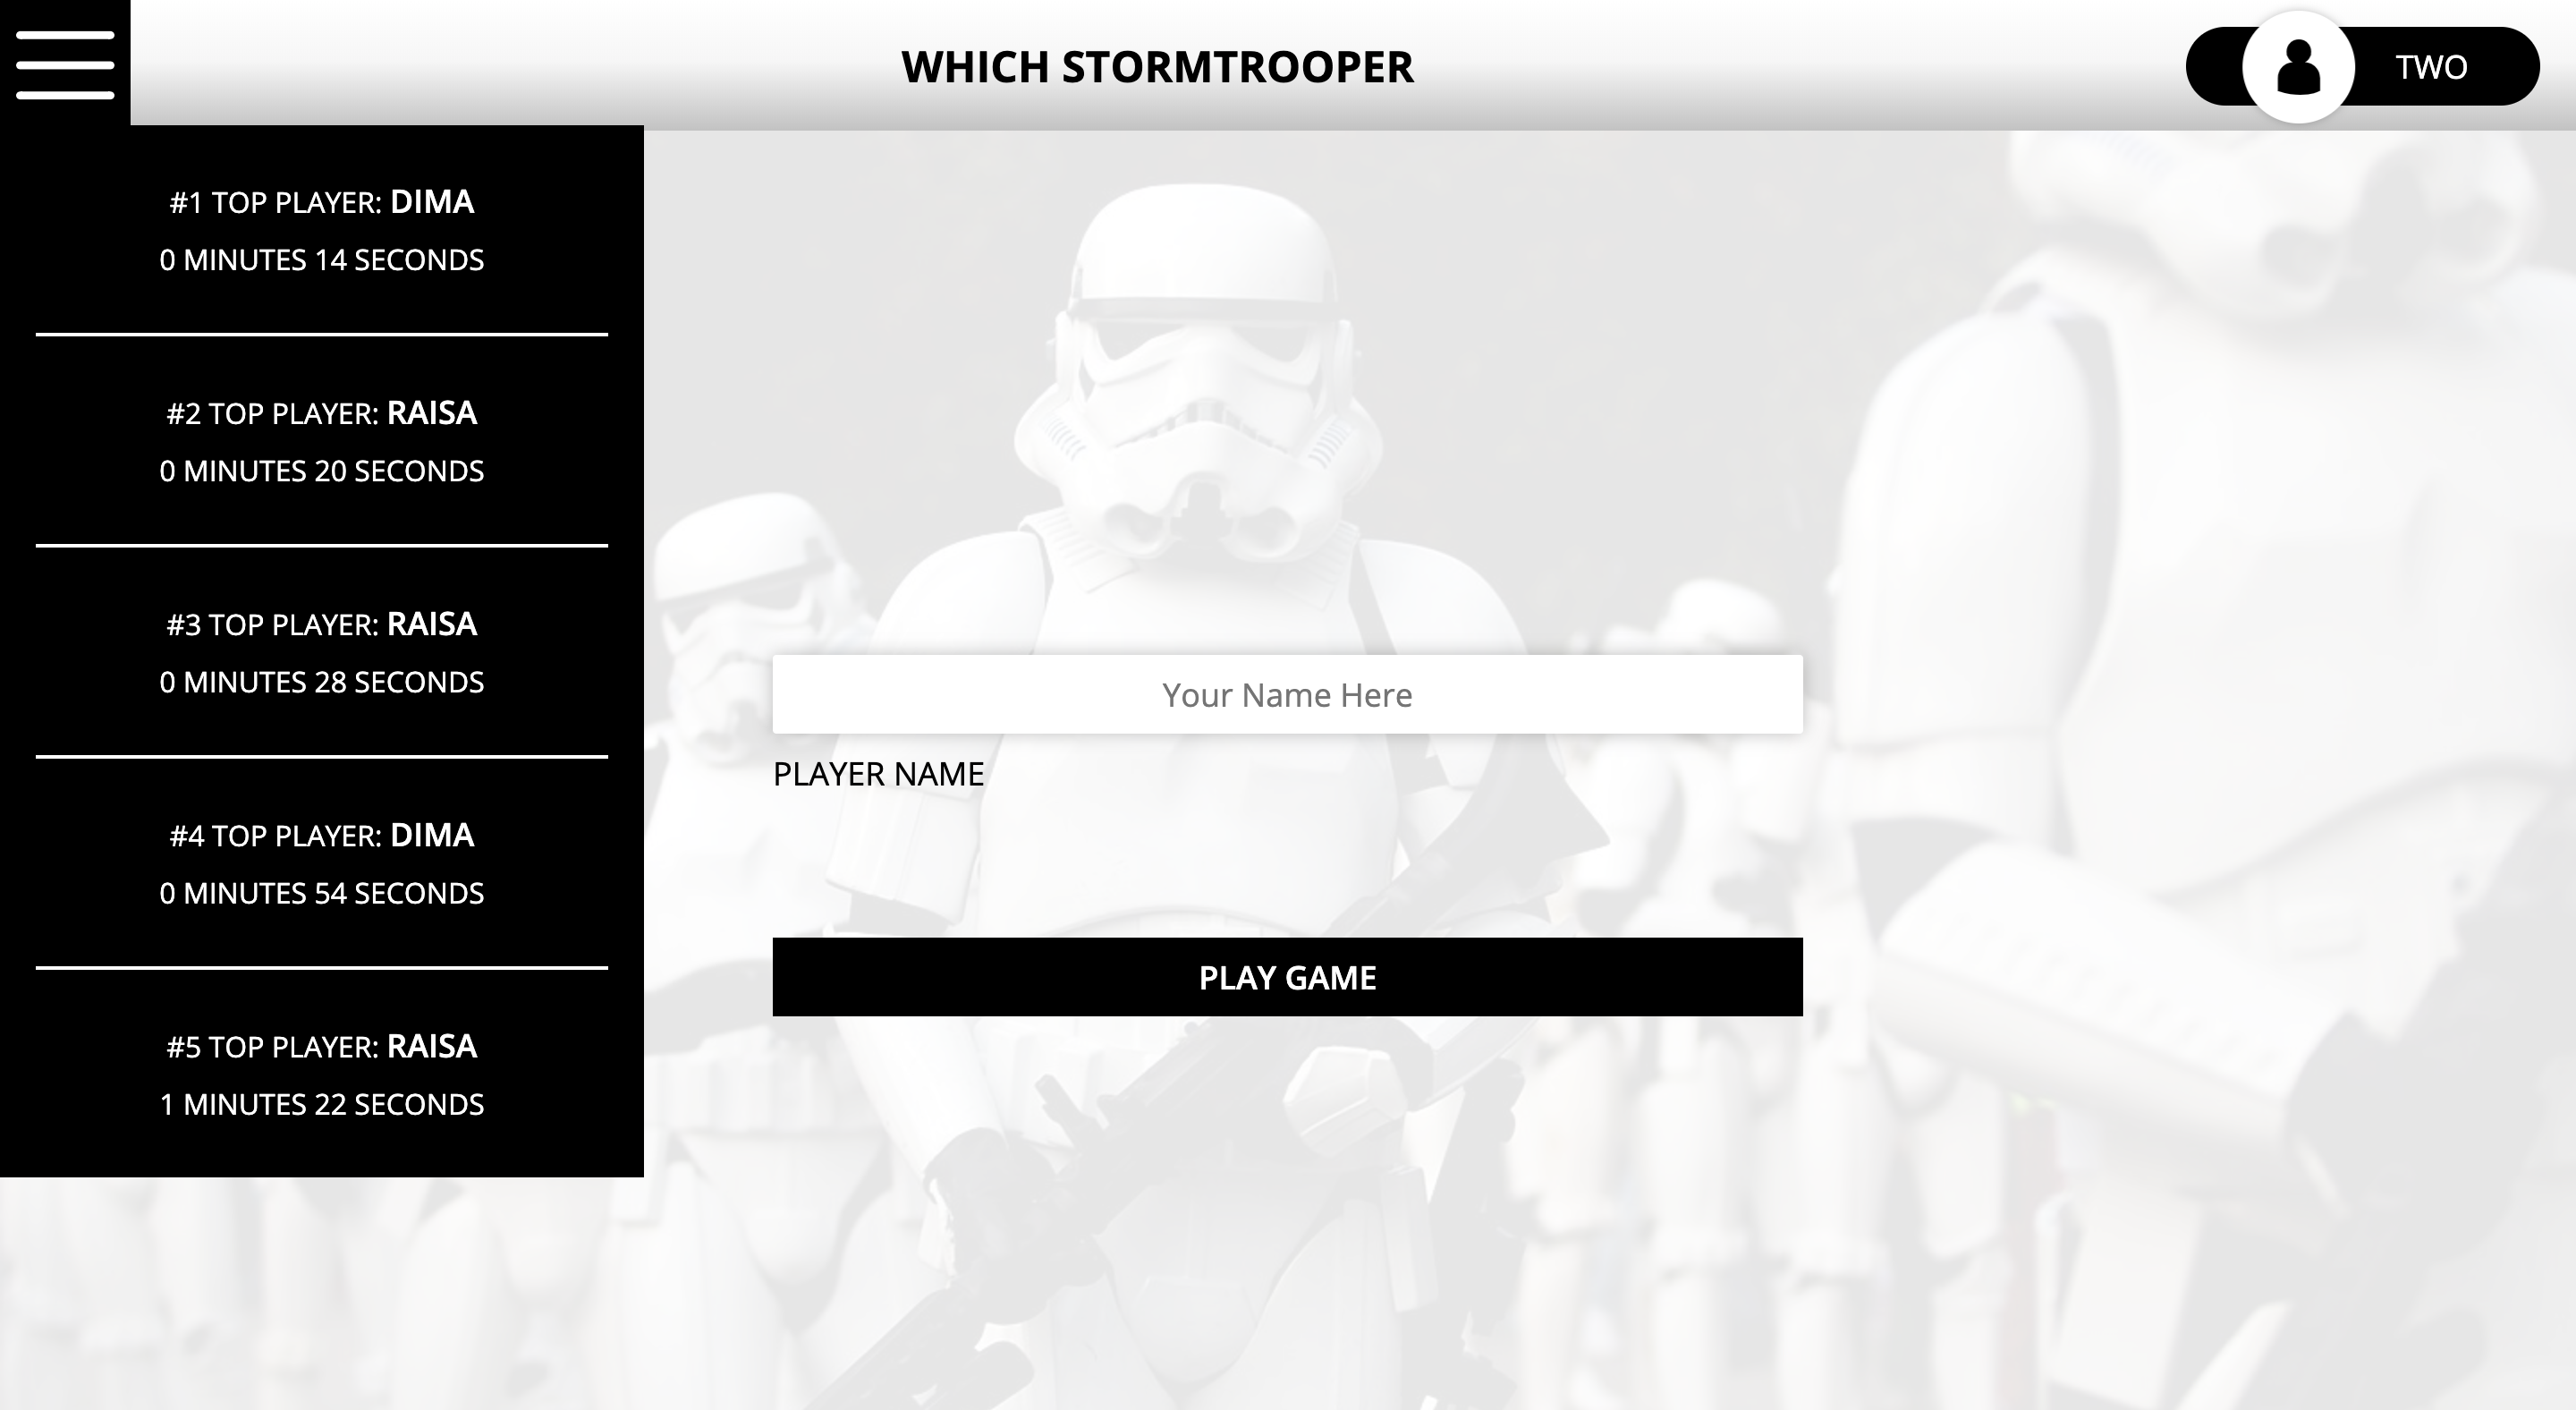 WHICH STORMTROOPER
TWO
#1 TOP PLAYER: DIMA
0 MINUTES 14 SECONDS
#2 TOP PLAYER: RAISA
0 MINUTES 20 SECONDS
#3 TOP PLAYER: RAISA
0 MINUTES 28 SECONDS
#4 TOP PLAYER: DIMA
0 MINUTES 54 SECONDS
#5 TOP PLAYER: RAISA
1 MINUTES 22 SECONDS
Your Name Here
PLAYER NAME
PLAY GAME